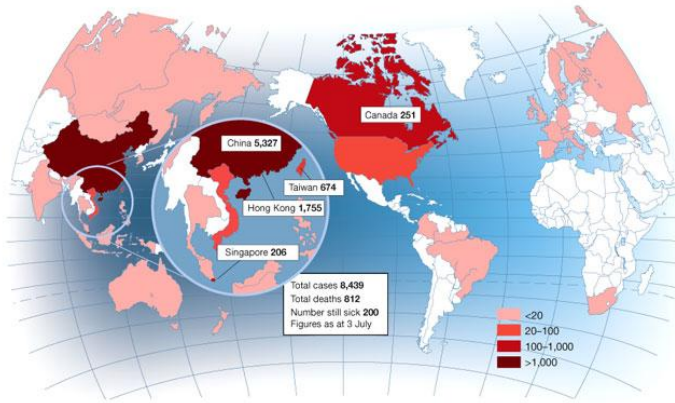 Canada 251
China 5,327
Taiwan 674
Hong Kong 1,755
Singapore 206
Total cases 8,439
Total deaths 812
Number still sick 200
Figures as at 3 July
<20
20–100
100–1,000
>1,000